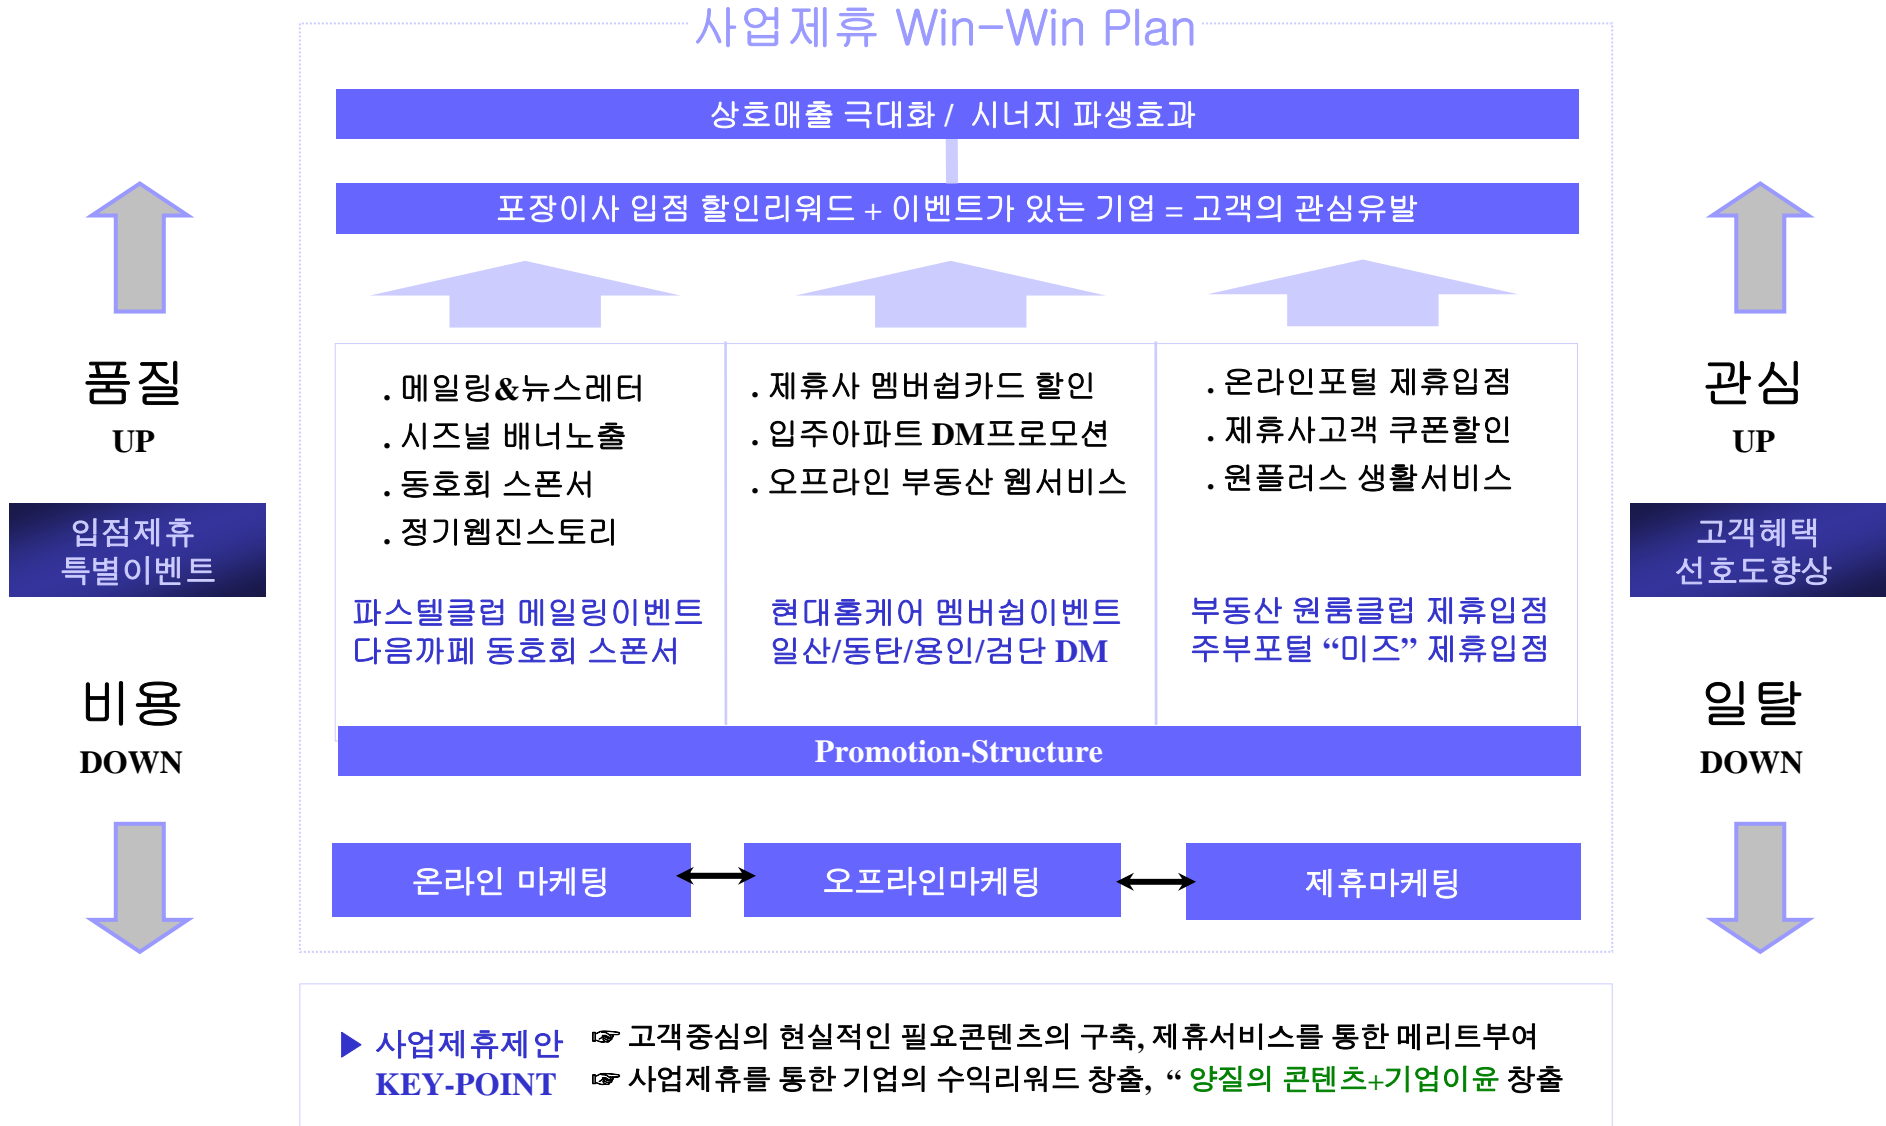 사업제휴 Win-Win Plan
상호매출 극대화 / 시너지 파생효과
포장이사 입점 할인리워드 + 이벤트가 있는 기업 = 고객의 관심유발
품질
UP
입점제휴
특별이벤트
비용
DOWN
. 메일링&뉴스레터
. 시즈널 배너노출
. 동호회 스폰서
. 정기웹진스토리
파스텔클럽 메일링이벤트
다음까페 동호회 스폰서
. 제휴사 멤버쉽카드 할인
. 입주아파트 DM프로모션
. 오프라인 부동산 웹서비스
현대홈케어 멤버쉽이벤트
일산/동탄/용인/검단 DM
. 온라인포털 제휴입점
. 제휴사고객 쿠폰할인
. 원플러스 생활서비스
부동산 원룸클럽 제휴입점
주부포털 “미즈” 제휴입점
관심
UP
고객혜택
선호도향상
일탈
DOWN
Promotion-Structure
온라인 마케팅
오프라인마케팅
제휴마케팅
▶ 사업제휴제안
KEY-POINT
☞ 고객중심의 현실적인 필요콘텐츠의 구축, 제휴서비스를 통한 메리트부여
☞ 사업제휴를 통한 기업의 수익리워드 창출, “ 양질의 콘텐츠+기업이윤 창출